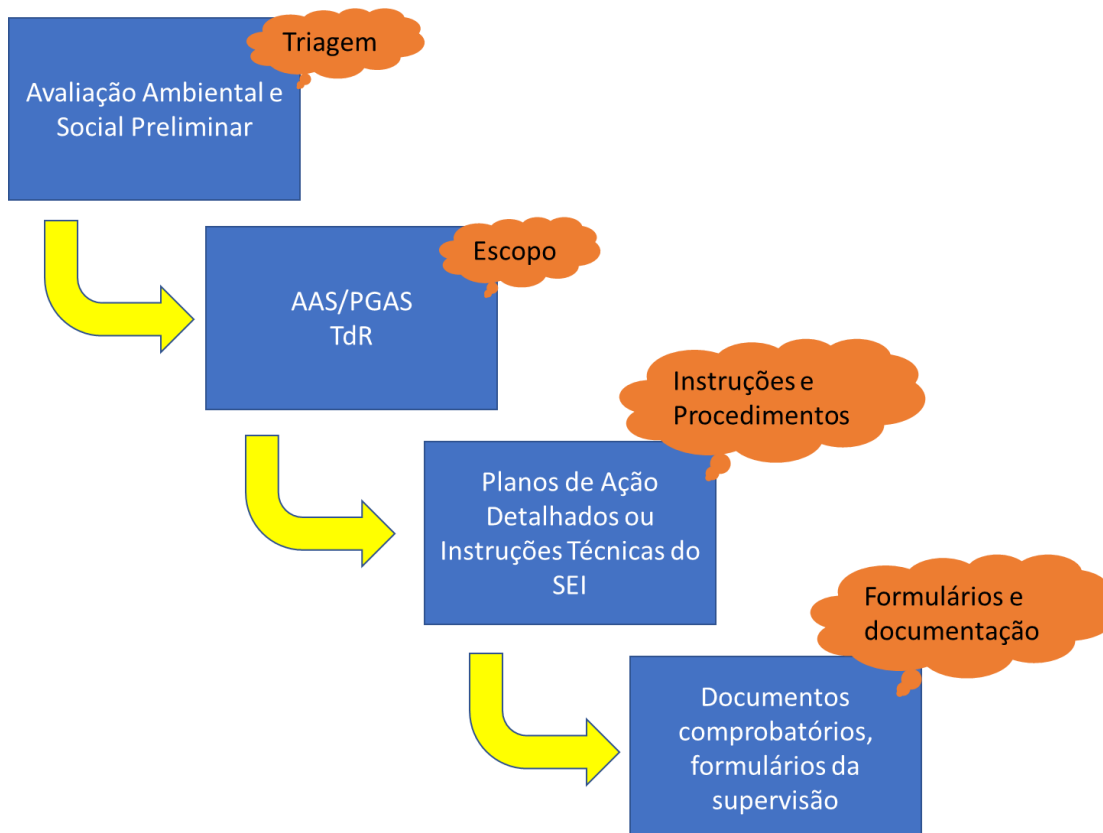 Triagem
Avaliação Ambiental e
Social Preliminar
Escopo
AAS/PGAS
TdR
Instruções e
Procedimentos
Planos de Ação
Detalhados ou
Instruções Técnicas do
SEI
Formulários e
documentação
Documentos
comprobatórios,
formulários da
supervisão